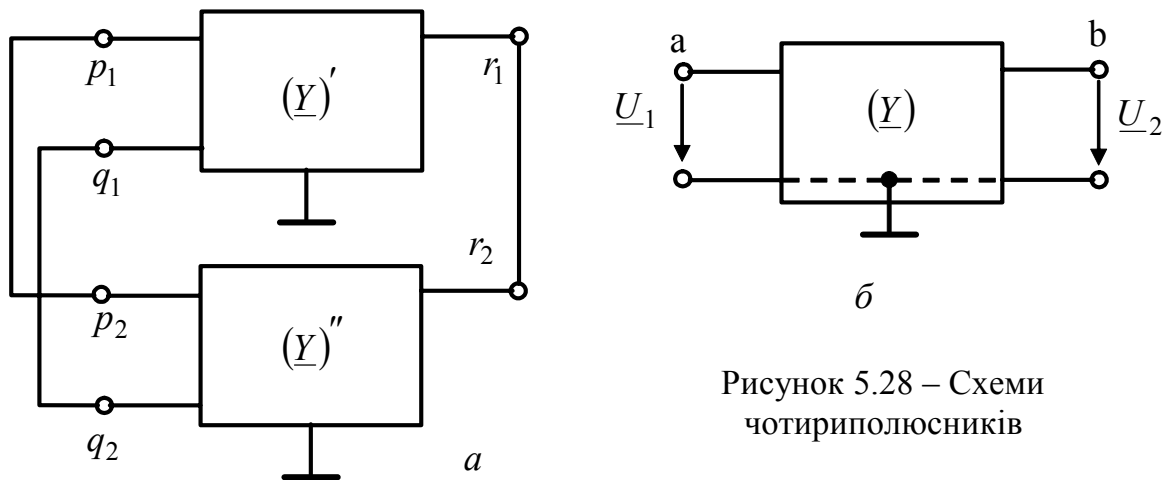 p₁
q₁
(Y)′
r₁
r₂
p₂
q₂
(Y)″
а
a
b
U₁
(Y)
U₂
б
Рисунок 5.28 – Схеми
чотириполюсників